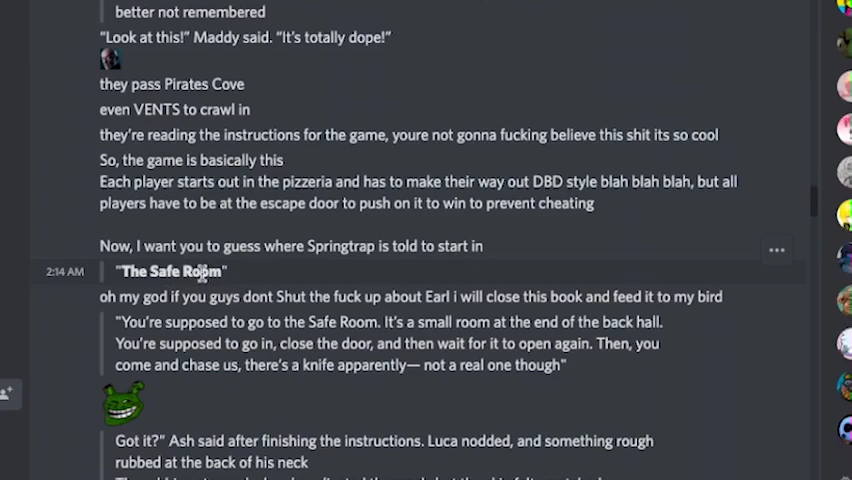 better not remembered
“Look at this!” Maddy said. “It’s totally dope!”
they pass Pirates Cove
even VENTS to crawl in
they’re reading the instructions for the game, youre not gonna fucking believe this shit its so cool
So, the game is basically this
Each player starts out in the pizzeria and has to make their way out DBD style blah blah blah, but all
players have to be at the escape door to push on it to win to prevent cheating
Now, I want you to guess where Springtrap is told to start in
2:14 AM "The Safe Room"
oh my god if you guys dont Shut the fuck up about Earl i will close this book and feed it to my bird
"You’re supposed to go to the Safe Room. It’s a small room at the end of the back hall.
You’re supposed to go in, close the door, and then wait for it to open again. Then, you
come and chase us, there’s a knife apparently— not a real one though"
Got it?" Ash said after finishing the instructions. Luca nodded, and something rough
rubbed at the back of his neck